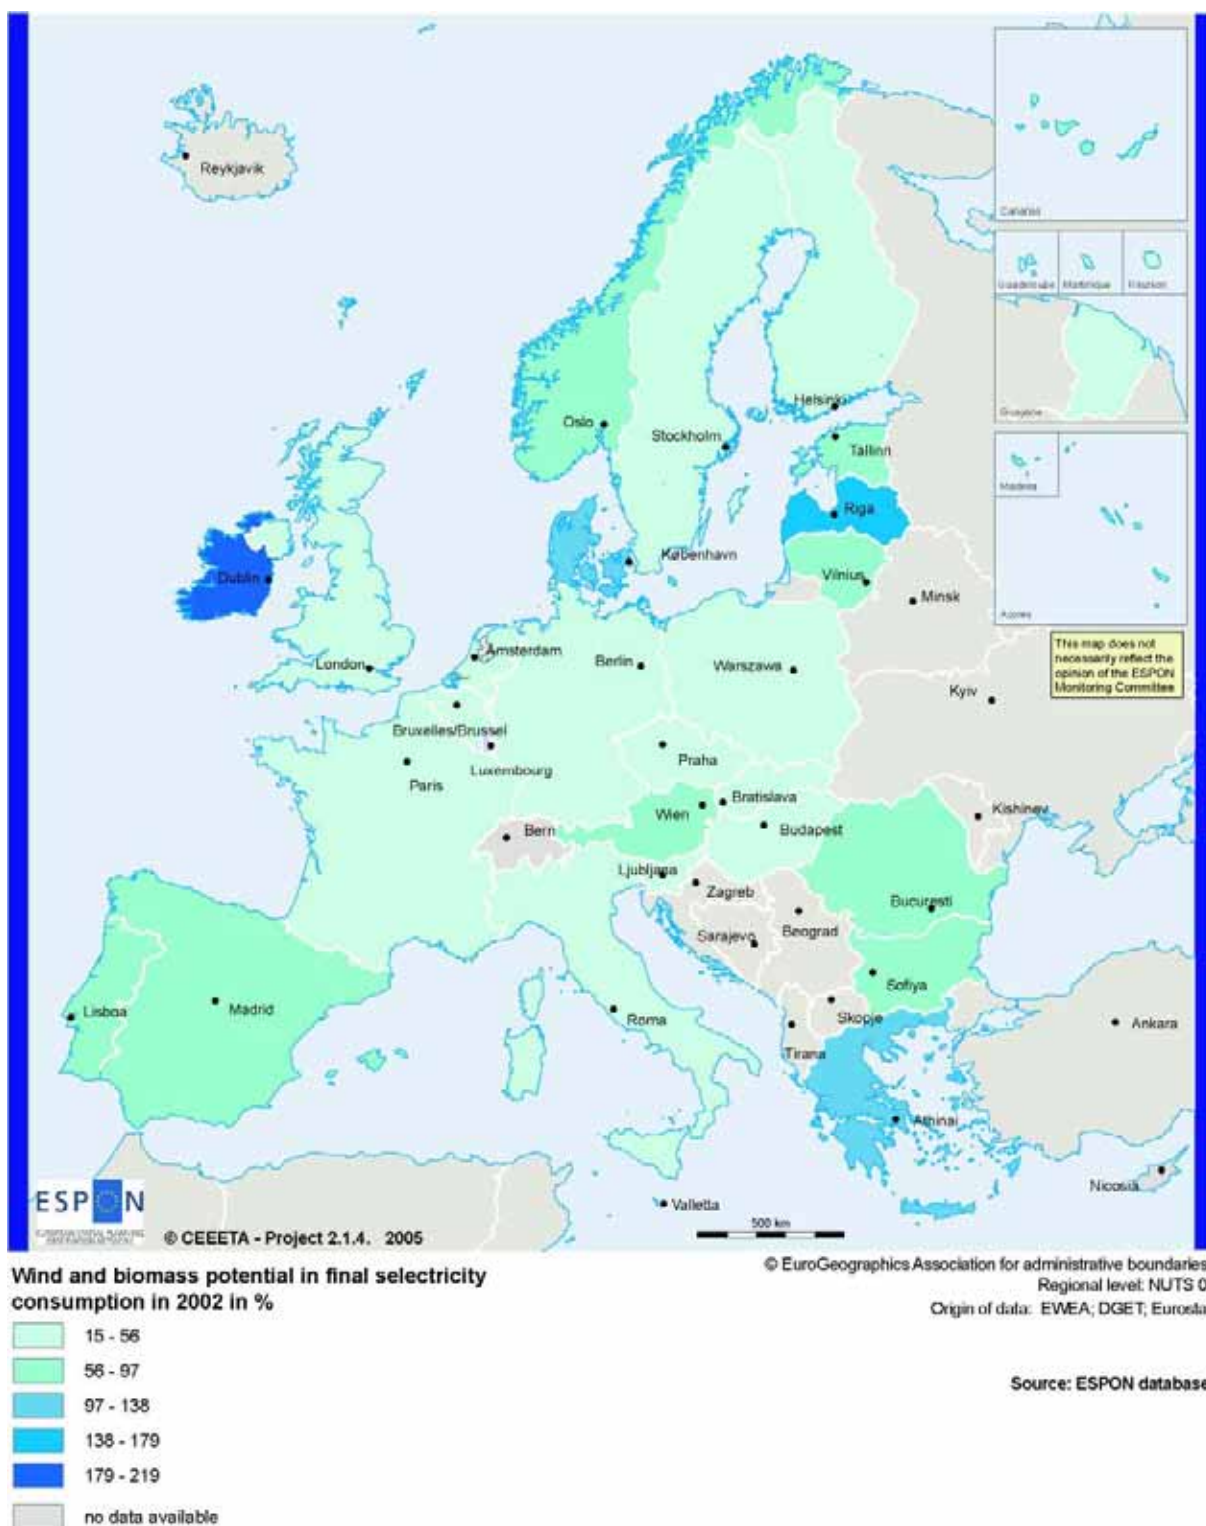 Canarias
Guadeloupe
Martinique
Réunion
Guayane
Madeira
Açores
This map does not
necessarily reflect the
opinion of the ESPON
Monitoring Committee
Reykjavik
Oslo
Helsinki
Stockholm
Tallinn
Riga
København
Dublin
Vilnius
Minsk
London
Amsterdam
Berlin
Warszawa
Kyiv
Bruxelles/Brussel
Luxembourg
Praha
Paris
Bratislava
Wien
Budapest
Kishinev
Bern
Ljubljana
Zagreb
Bucuresti
Beograd
Sarajevo
Sofiya
Lisboa
Madrid
Roma
Skopje
Ankara
Tirana
Athinai
Nicosia
Valletta
ESPON
© CEEETA - Project 2.1.4. 2005
500 km
Wind and biomass potential in final selectricity
consumption in 2002 in %
15 - 56
56 - 97
97 - 138
138 - 179
179 - 219
no data available
© EuroGeographics Association for administrative boundaries
Regional level: NUTS 0
Origin of data: EWEA; DGET; Eurosta
Source: ESPON database